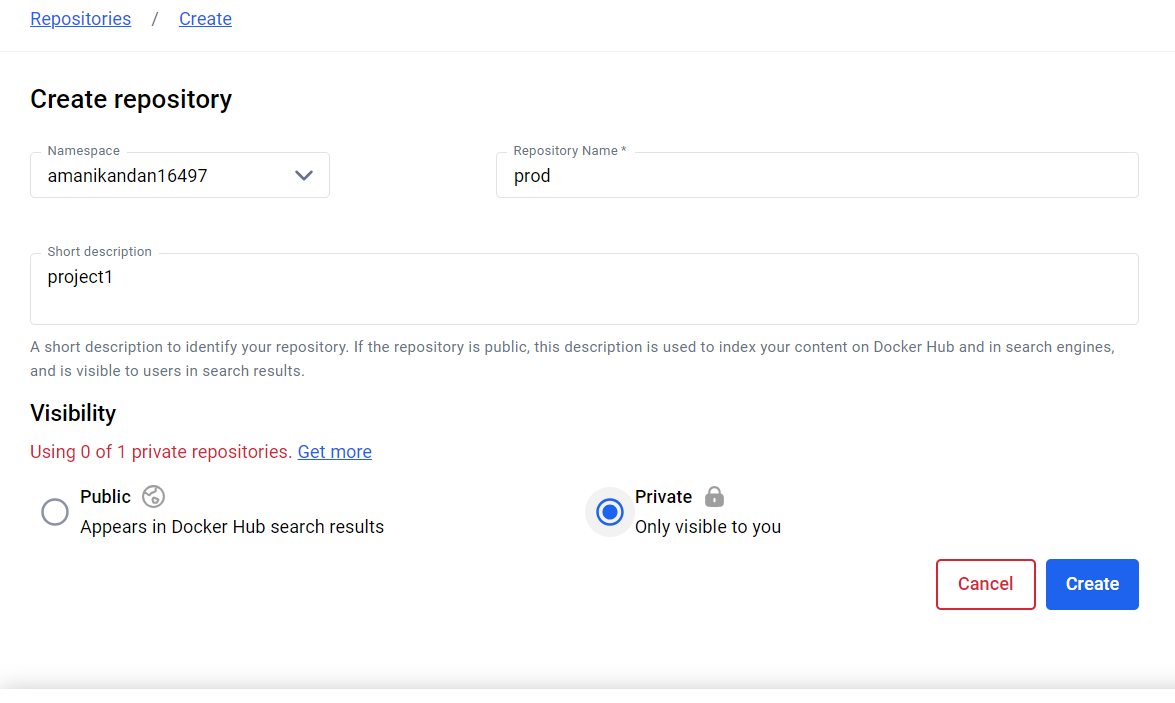 Repositories / Create
Create repository
Namespace
amanikandan16497
Repository Name *
prod
Short description
project1
A short description to identify your repository. If the repository is public, this description is used to index your content on Docker Hub and in search engines,
and is visible to users in search results.
Visibility
Using 0 of 1 private repositories. Get more
Public
Appears in Docker Hub search results
Private
Only visible to you
Cancel
Create